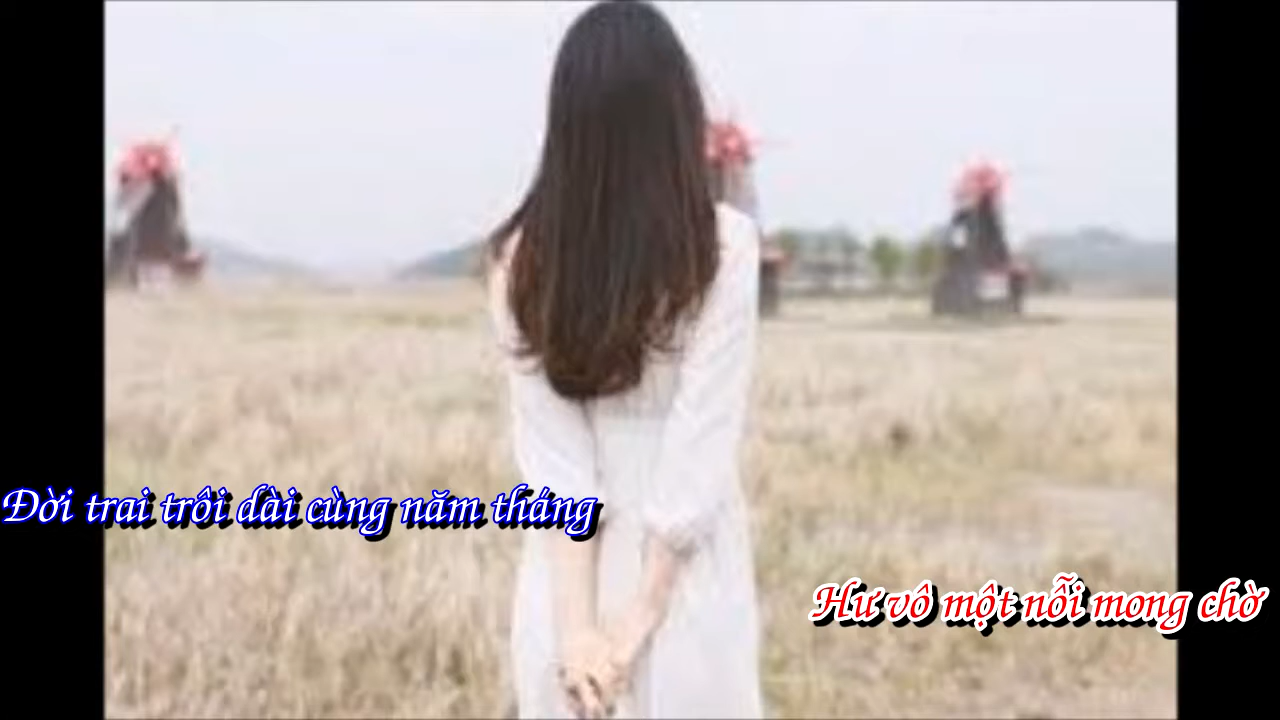 Đời trai trôi dài cùng năm tháng
Hư vô một nỗi mong chờ